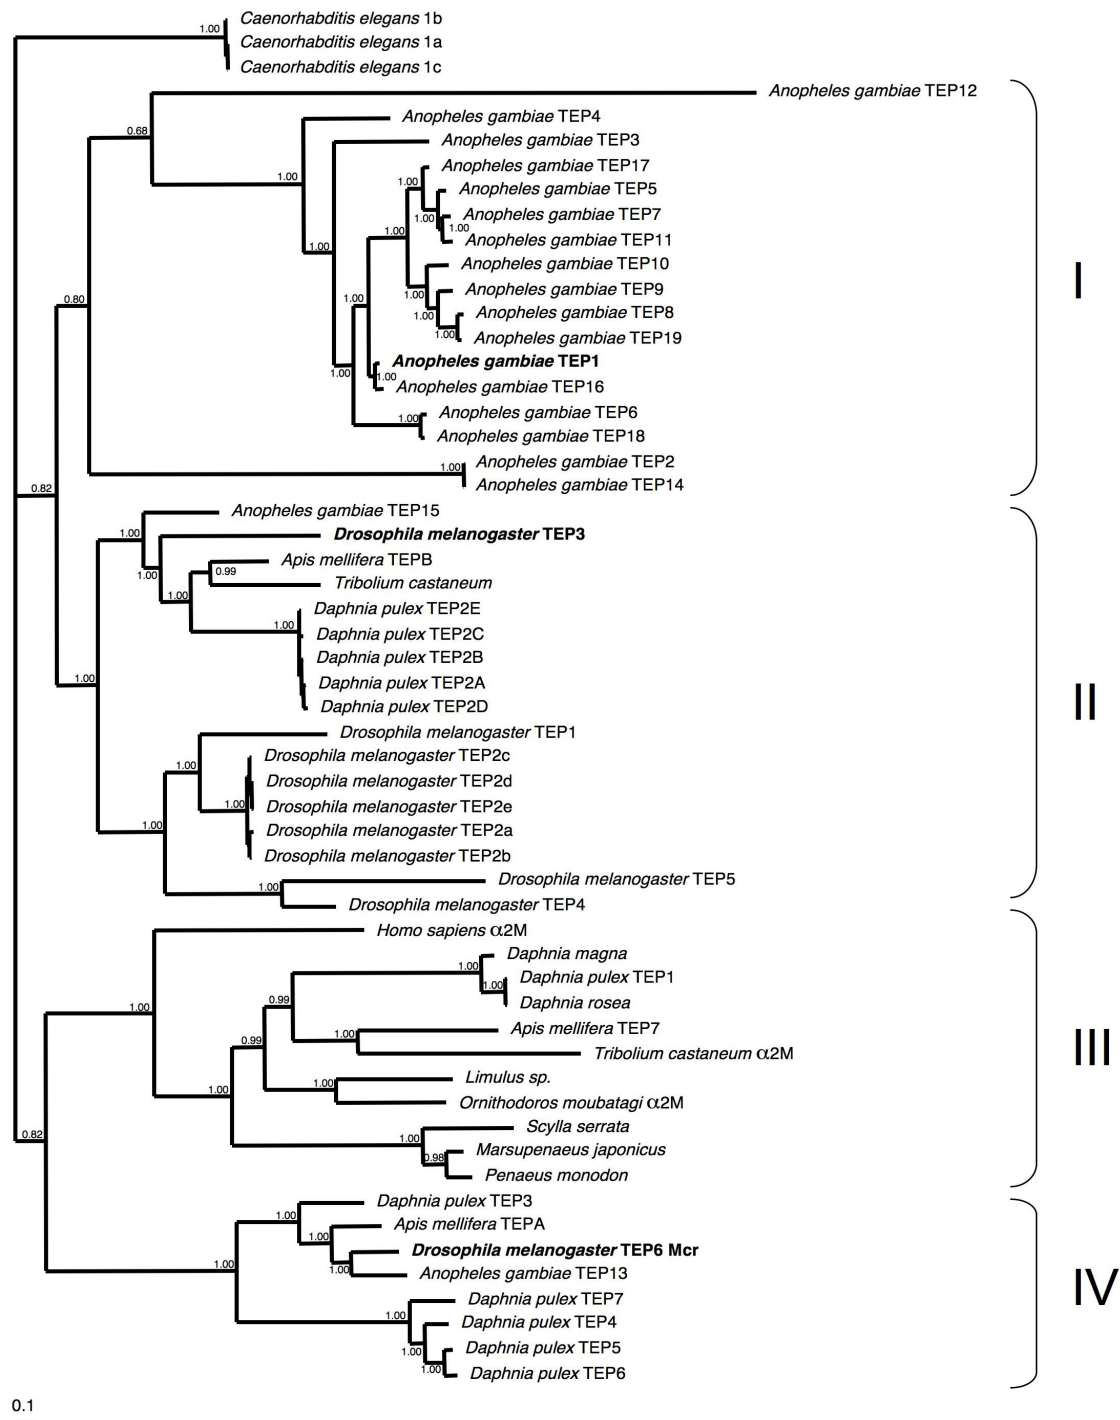 1.00
Caenorhabditis elegans 1b
Caenorhabditis elegans 1a
Caenorhabditis elegans 1c
Anopheles gambiae TEP12
0.68
Anopheles gambiae TEP4
1.00
Anopheles gambiae TEP3
1.00
Anopheles gambiae TEP17
1.00
Anopheles gambiae TEP5
1.00
Anopheles gambiae TEP7
1.00
Anopheles gambiae TEP11
1.00
Anopheles gambiae TEP10
1.00
Anopheles gambiae TEP9
1.00
Anopheles gambiae TEP8
1.00
Anopheles gambiae TEP19
1.00
Anopheles gambiae TEP1
1.00
Anopheles gambiae TEP16
1.00
Anopheles gambiae TEP6
1.00
Anopheles gambiae TEP18
0.80
Anopheles gambiae TEP2
1.00
Anopheles gambiae TEP14
I
0.82
Anopheles gambiae TEP15
1.00
Drosophila melanogaster TEP3
1.00
Apis mellifera TEPB
0.99
Tribolium castaneum
1.00
Daphnia pulex TEP2E
1.00
Daphnia pulex TEP2C
Daphnia pulex TEP2B
Daphnia pulex TEP2A
Daphnia pulex TEP2D
1.00
Drosophila melanogaster TEP1
1.00
Drosophila melanogaster TEP2c
Drosophila melanogaster TEP2d
1.00
Drosophila melanogaster TEP2e
Drosophila melanogaster TEP2a
1.00
Drosophila melanogaster TEP2b
Drosophila melanogaster TEP5
1.00
Drosophila melanogaster TEP4
II
Homo sapiens α2M
1.00
Daphnia magna
1.00
Daphnia pulex TEP1
1.00
Daphnia rosea
0.99
Apis mellifera TEP7
1.00
Tribolium castaneum α2M
0.99
Limulus sp.
1.00
Ornithodoros moubatagi α2M
1.00
Scylla serrata
1.00
Marsupenaeus japonicus
0.98
Penaeus monodon
III
0.82
Daphnia pulex TEP3
1.00
Apis mellifera TEPA
1.00
Drosophila melanogaster TEP6 Mcr
1.00
Anopheles gambiae TEP13
1.00
Daphnia pulex TEP7
1.00
Daphnia pulex TEP4
1.00
Daphnia pulex TEP5
1.00
Daphnia pulex TEP6
IV
0.1